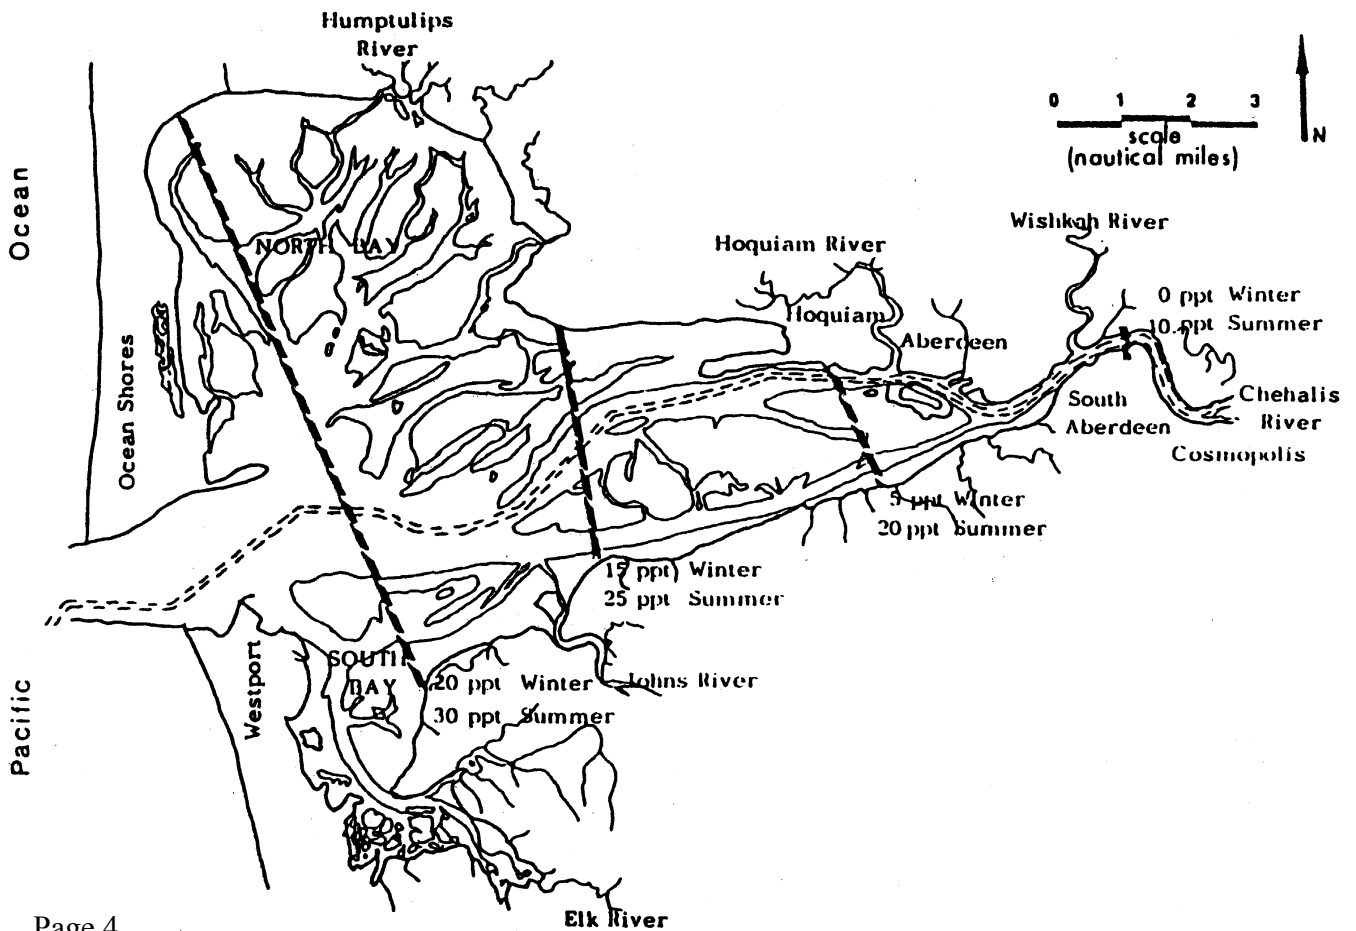 Humptulips
River
0 1 2 3
scale
(nautical miles)
N
Ocean
Wishkah River
Hoquiam River
NORTH BAY
0 ppt Winter
10 ppt Summer
Hoquiam
Aberdeen
Ocean Shores
South
Aberdeen
Chehalis
River
Cosmopolis
5 ppt Winter
20 ppt Summer
15 ppt Winter
25 ppt Summer
Westport
SOUTH
BAY
20 ppt Winter
30 ppt Summer
Johns River
Pacific
Elk River
Page 4